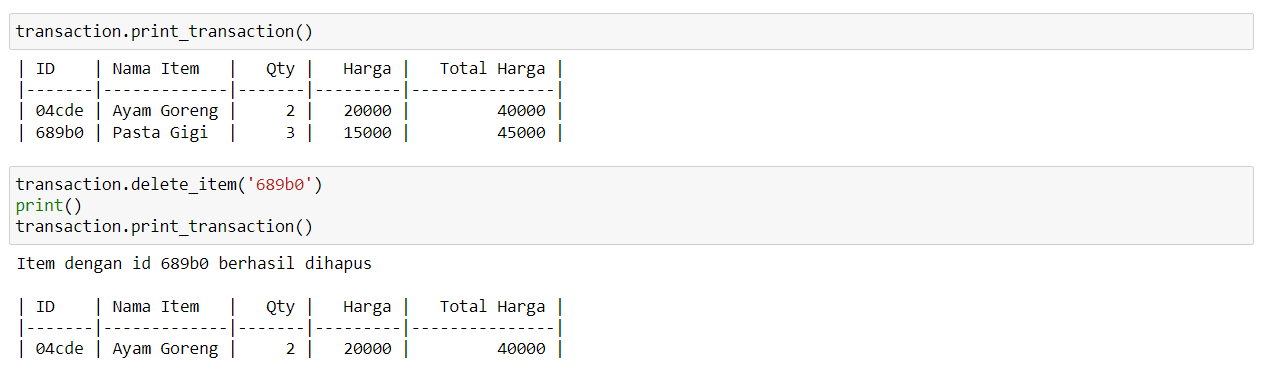 transaction.print_transaction()
| ID    | Nama Item   |   Qty |   Harga |   Total Harga |
|-------|-------------|-------|---------|---------------|
| 04cde | Ayam Goreng |     2 |   20000 |         40000 |
| 689b0 | Pasta Gigi  |     3 |   15000 |         45000 |
transaction.delete_item('689b0')
print()
transaction.print_transaction()
Item dengan id 689b0 berhasil dihapus
| ID    | Nama Item   |   Qty |   Harga |   Total Harga |
|-------|-------------|-------|---------|---------------|
| 04cde | Ayam Goreng |     2 |   20000 |         40000 |